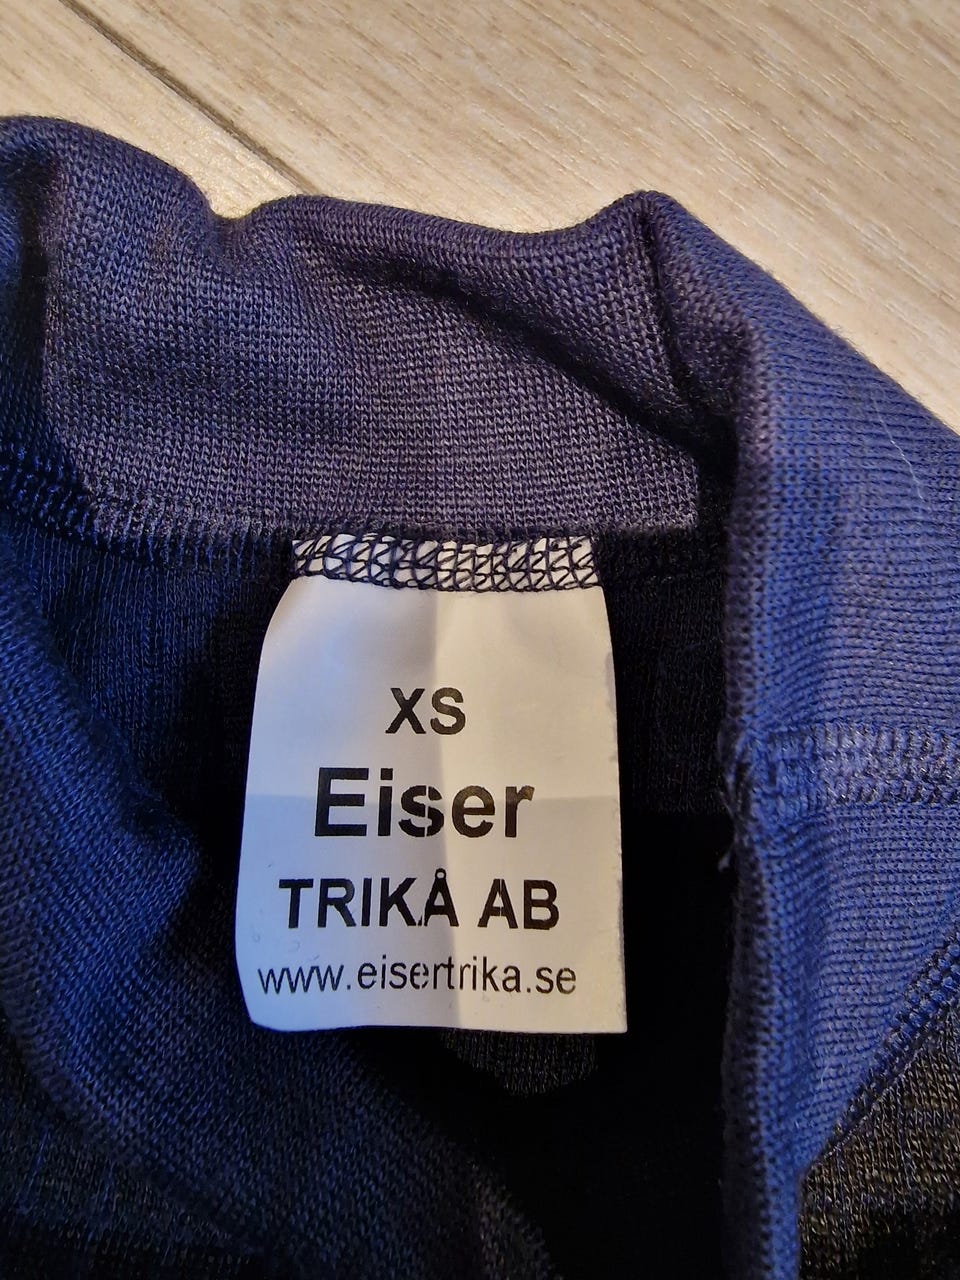 XS
Eiser
TRIKÅ AB
www.eisertrika.se